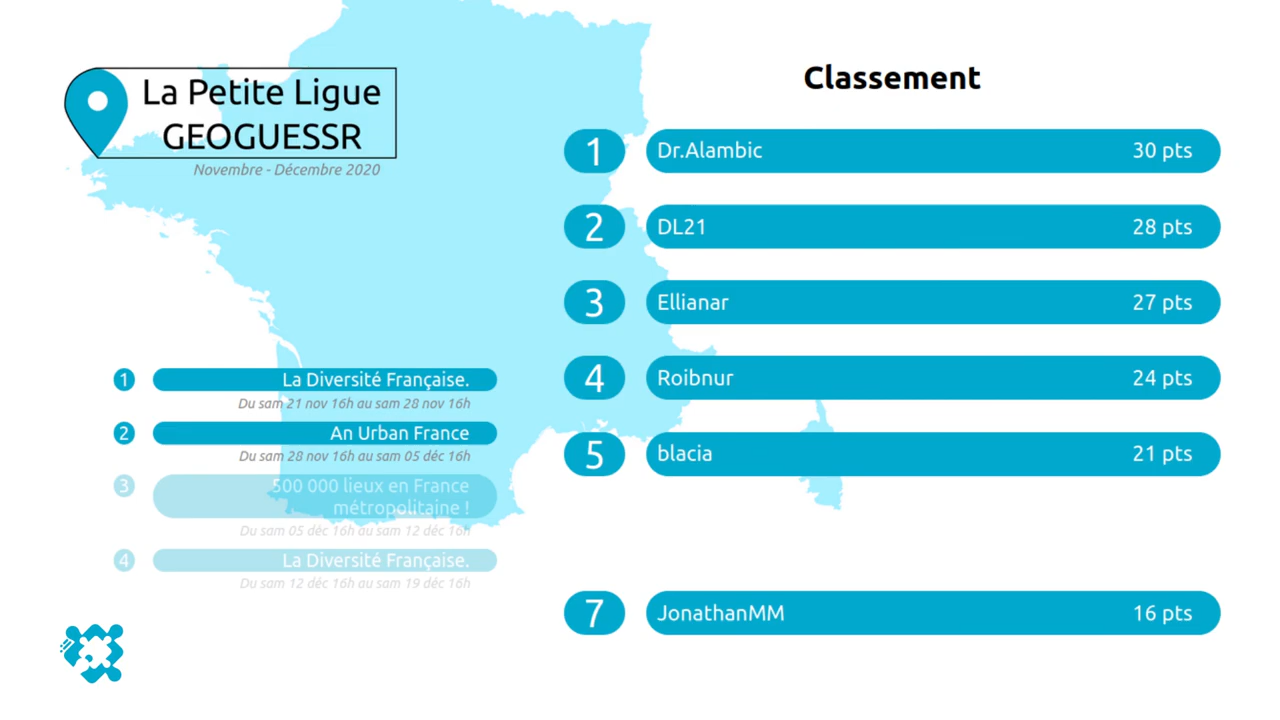 La Petite Ligue
GEOGUESSR
Novembre - Décembre 2020
1 La Diversité Française.
Du sam 21 nov 16h au sam 28 nov 16h
2 An Urban France
Du sam 28 nov 16h au sam 05 déc 16h
3 500 000 lieux en France
métropolitaine !
Du sam 05 déc 16h au sam 12 déc 16h
4 La Diversité Française.
Du sam 12 déc 16h au sam 19 déc 16h
Classement
1 Dr.Alambic 30 pts
2 DL21 28 pts
3 Ellianar 27 pts
4 Roibnur 24 pts
5 blacia 21 pts
7 JonathanMM 16 pts